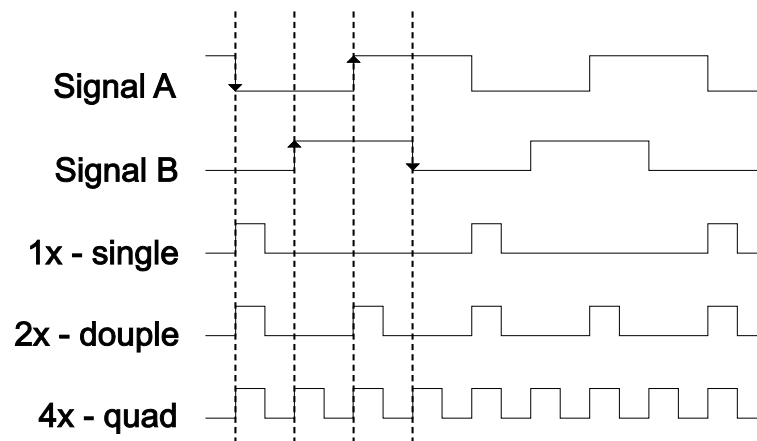 Signal A
Signal B
1x - single
2x - douple
4x - quad